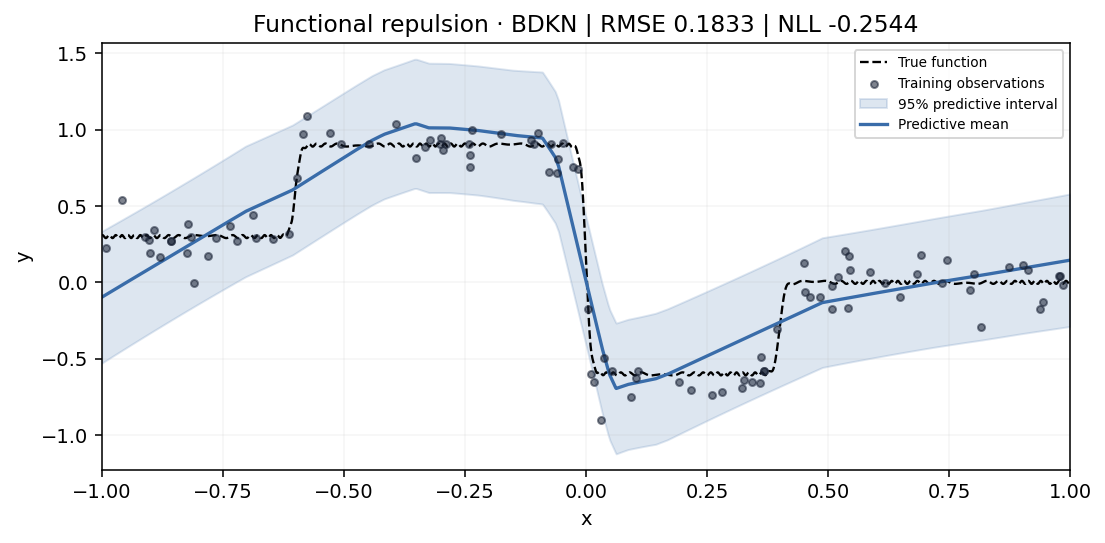 Functional repulsion · BDKN | RMSE 0.1833 | NLL -0.2544
True function
Training observations
95% predictive interval
Predictive mean
y
1.5
1.0
0.5
0.0
−0.5
−1.0
−1.00 −0.75 −0.50 −0.25 0.00 0.25 0.50 0.75 1.00
x